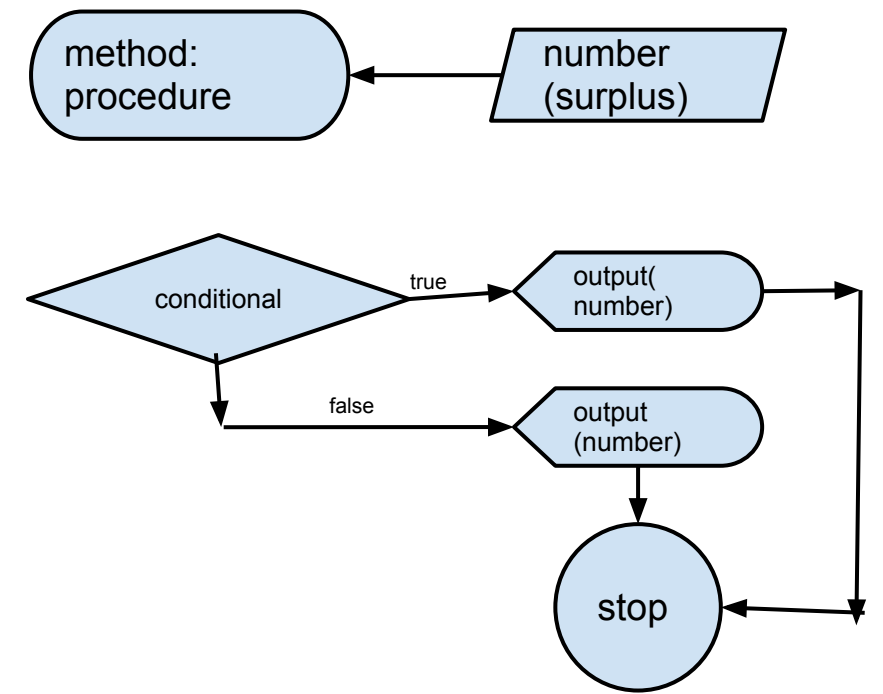 method:
procedure
number
(surplus)
conditional
true
output(
number)
false
output
(number)
stop